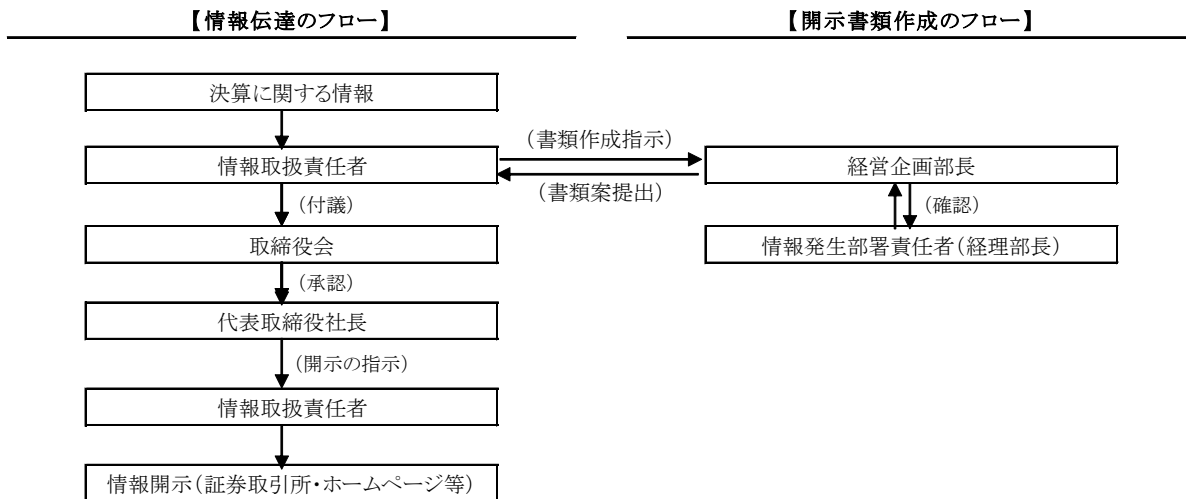 【情報伝達のフロー】
【開示書類作成のフロー】
決算に関する情報
情報取扱責任者
(書類作成指示)
(書類案提出)
経営企画部長
(付議)
(確認)
取締役会
情報発生部署責任者(経理部長)
(承認)
代表取締役社長
(開示の指示)
情報取扱責任者
情報開示(証券取引所・ホームページ等)